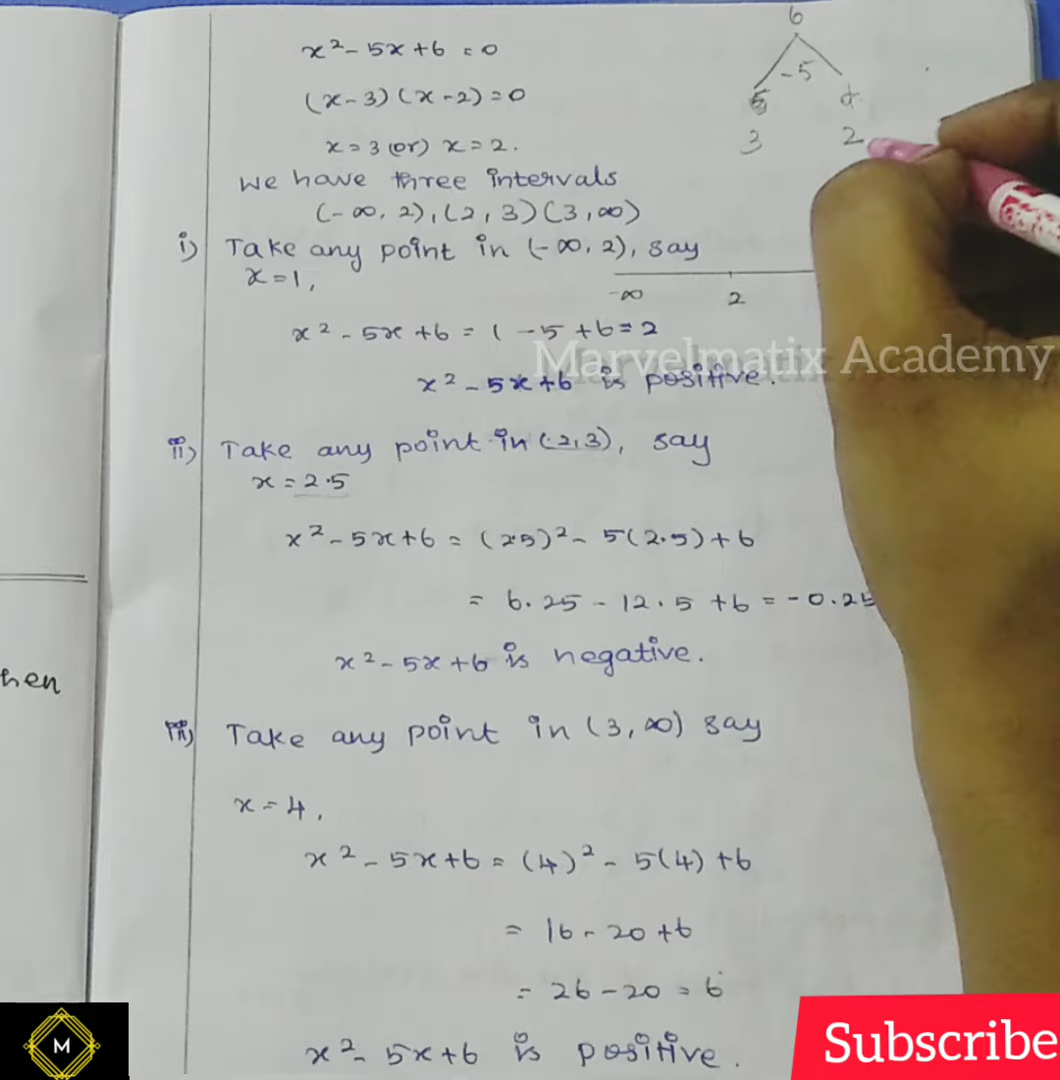 x² - 5x + 6 = 0
(x - 3) (x - 2) = 0
x = 3 (or) x = 2.
6
-5
3 2
We have three intervals
(-∞, 2), (2, 3) (3, ∞)
i) Take any point in (-∞, 2), say
x = 1,
-∞ 2
x² - 5x + 6 = 1 - 5 + 6 = 2
Marvelmatix Academy
x² - 5x + 6 is positive.
ii) Take any point in (2,3), say
x = 2.5
x² - 5x + 6 = (2.5)² - 5(2.5) + 6
= 6.25 - 12.5 + 6 = -0.25
x² - 5x + 6 is negative.
hen
iii) Take any point in (3, ∞) say
x = 4,
x² - 5x + 6 = (4)² - 5(4) + 6
= 16 - 20 + 6
= 26 - 20 = 6
x² - 5x + 6 is positive.
M
Subscribe